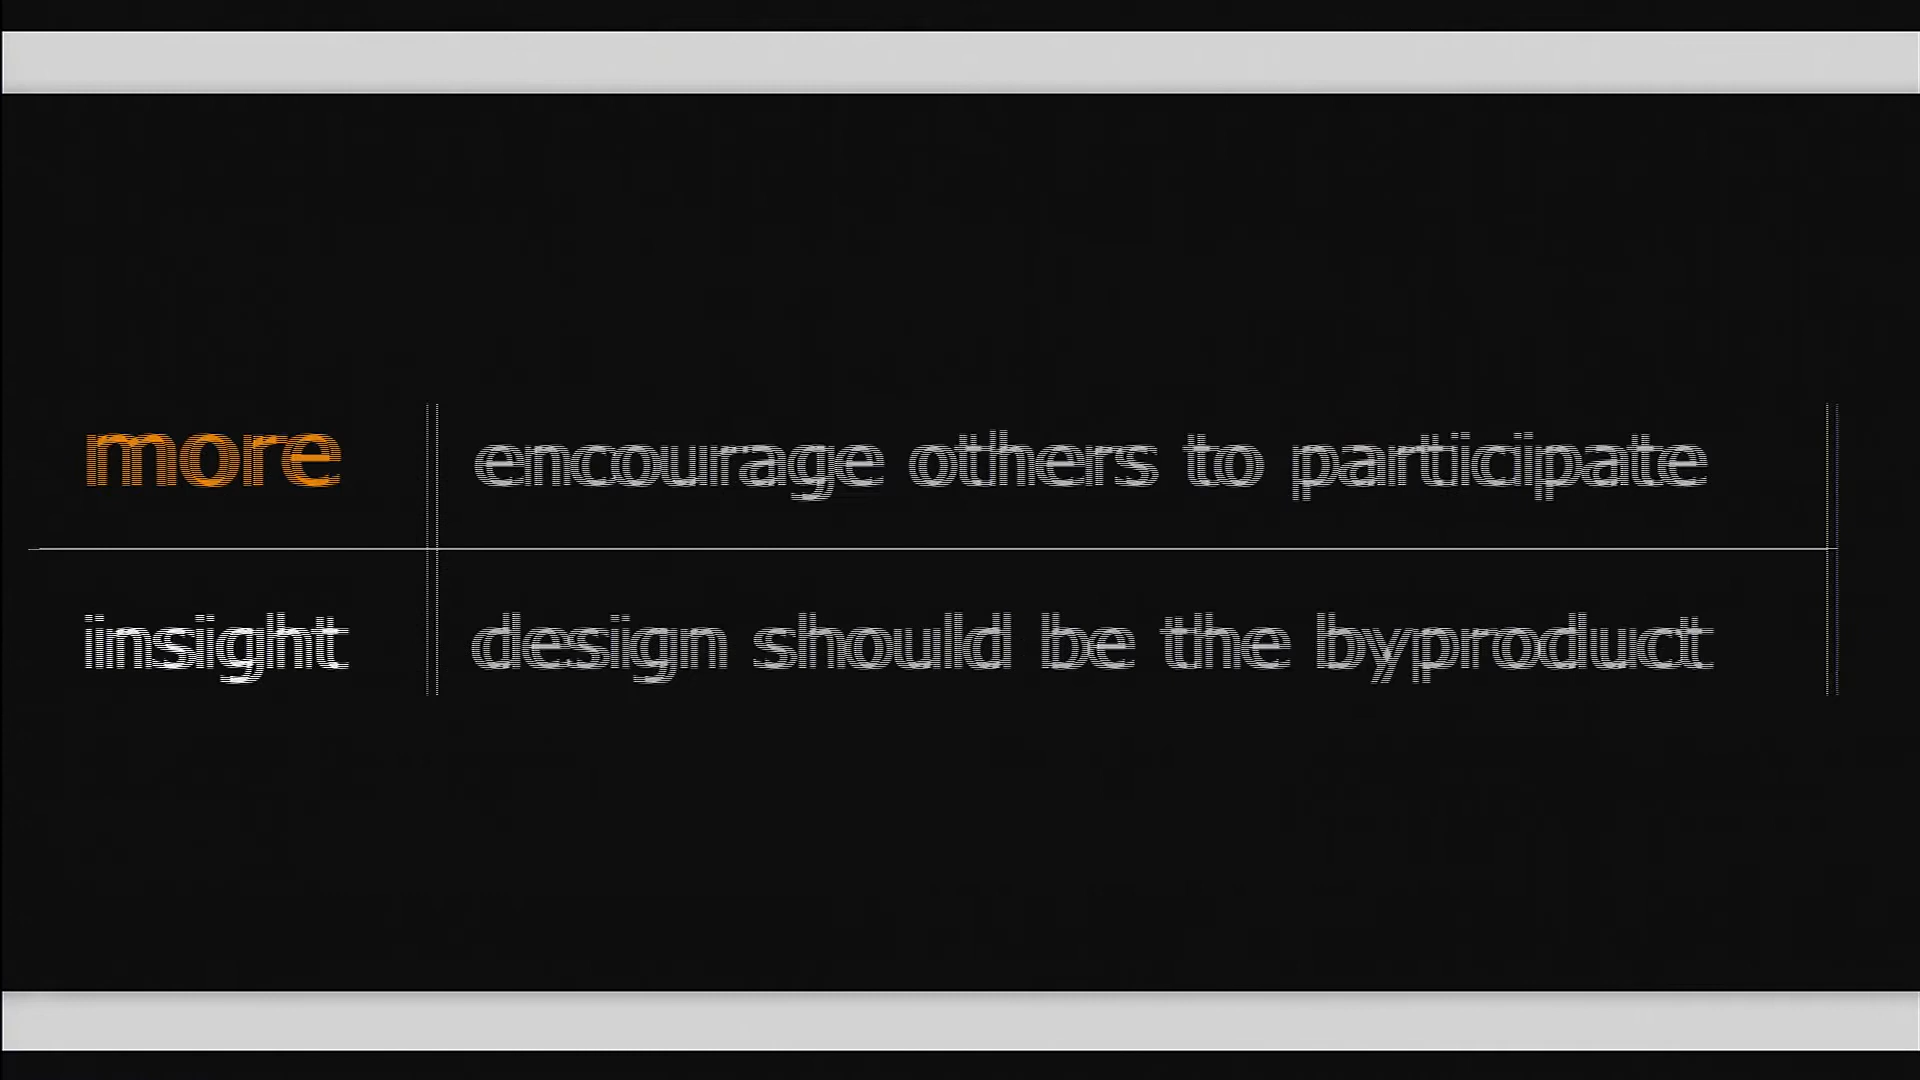 more encourage others to participate
insight design should be the byproduct